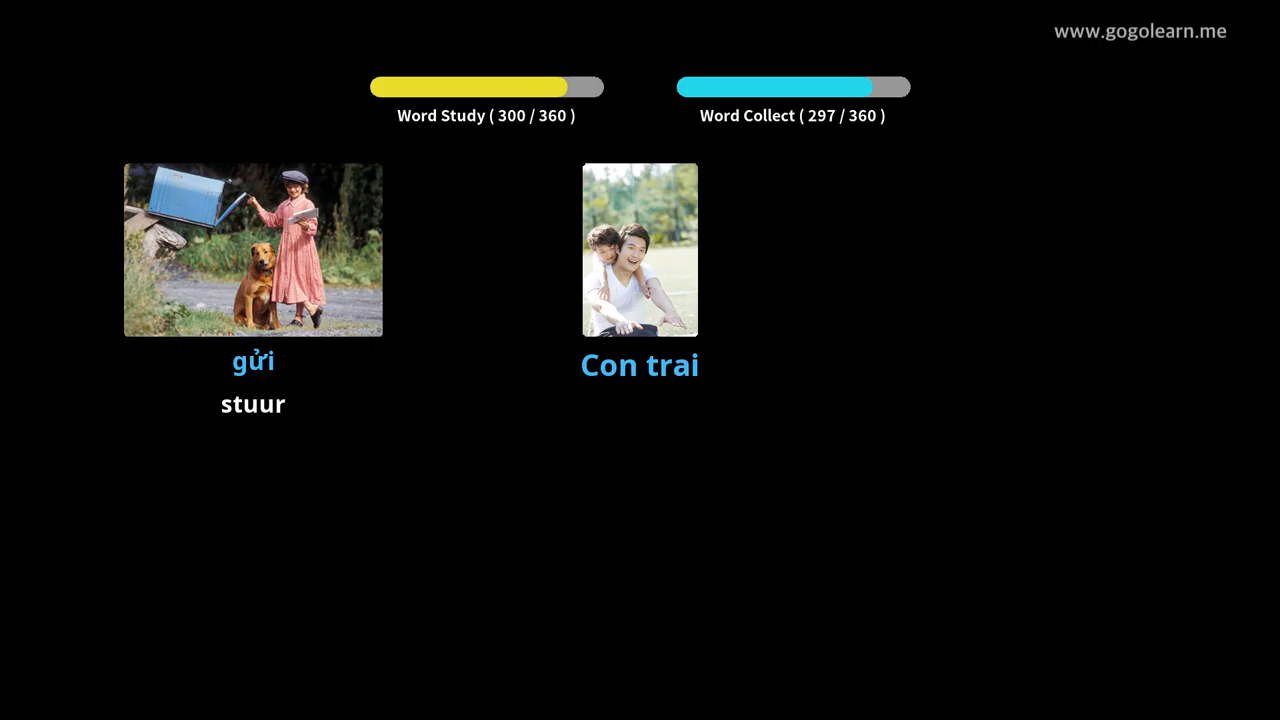 www.gogolearn.me
Word Study ( 300 / 360 )
Word Collect ( 297 / 360 )
gửi
stuur
Con trai